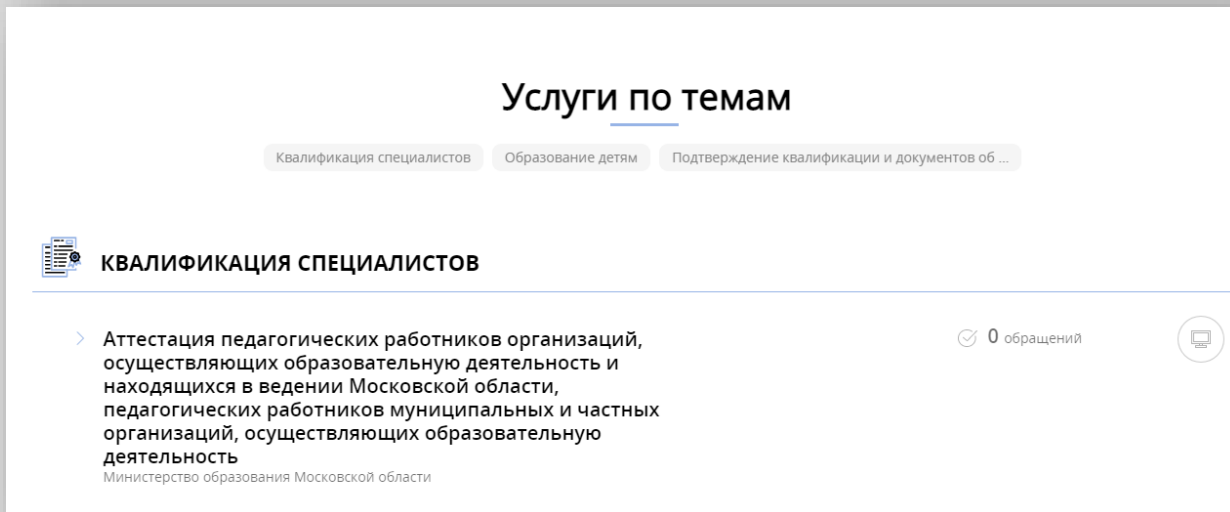 Услуги по темам
Квалификация специалистов
Образование детям
Подтверждение квалификации и документов об ...
КВАЛИФИКАЦИЯ СПЕЦИАЛИСТОВ
Аттестация педагогических работников организаций,
осуществляющих образовательную деятельность и
находящихся в ведении Московской области,
педагогических работников муниципальных и частных
организаций, осуществляющих образовательную
деятельность
Министерство образования Московской области
0 обращений